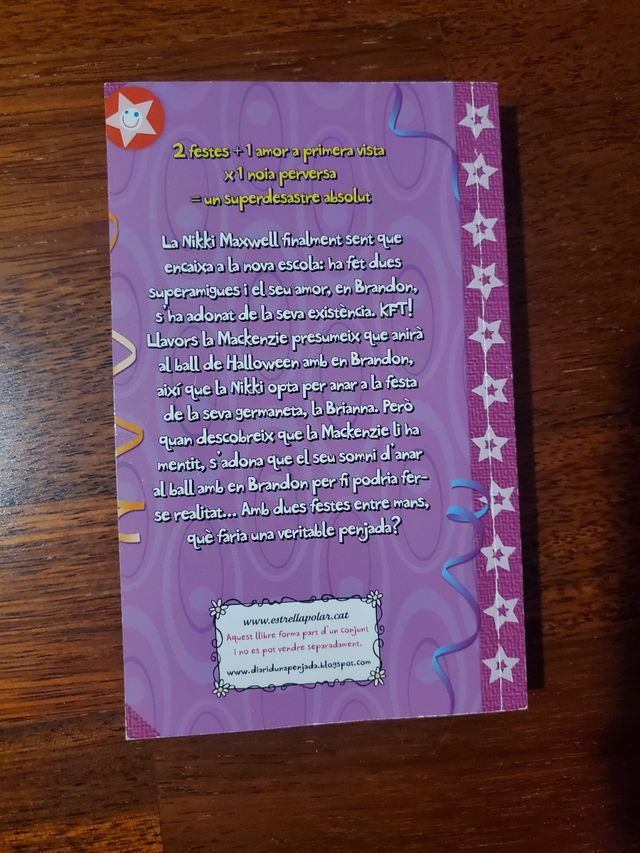 2 festes + 1 amor a primera vista
x 1 noia perversa
= un superdesastre absolut
La Nikki Maxwell finalment sent que
encaixa a la nova escola: ha fet dues
superamigues i el seu amor, en Brandon,
s'ha adonat de la seva existència. KFT!
Llavors la Mackenzie presumeix que anirà
al ball de Halloween amb en Brandon,
així que la Nikki opta per anar a la festa
de la seva germaneta, la Brianna. Però
quan descobreix que la Mackenzie li ha
mentit, s'adona que el seu somni d'anar
al ball amb en Brandon per fi podria fer-
se realitat... Amb dues festes entre mans,
què faria una veritable penjada?
www.estrellapolar.cat
Aquest llibre forma part d'un conjunt
i no es pot vendre separadament.
www.diaridunapenjada.blogspot.com